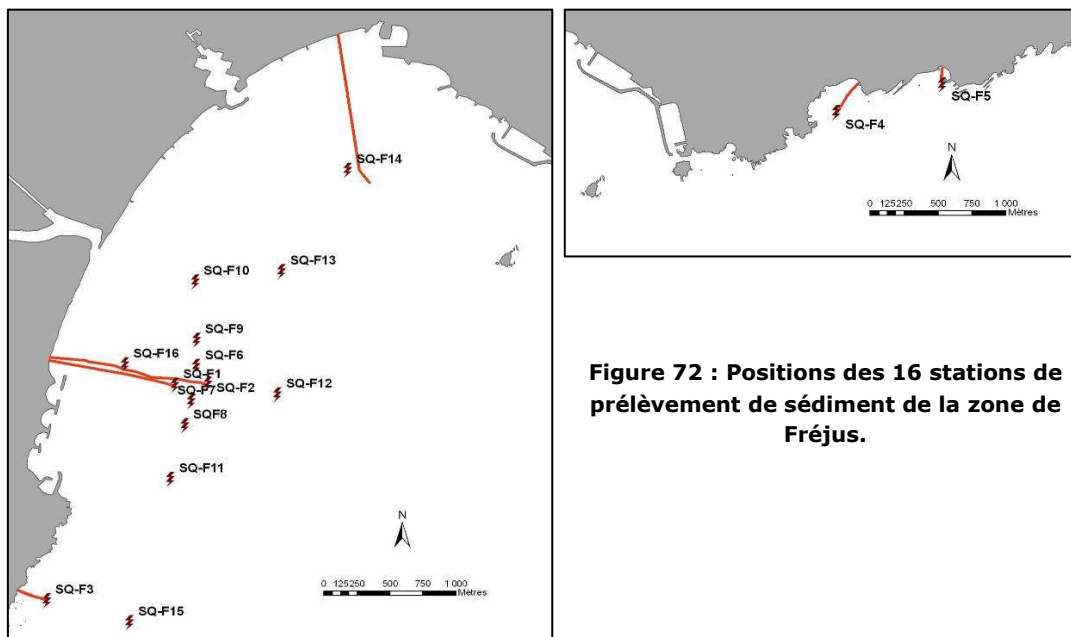 SQ-F14
SQ-F13
SQ-F10
SQ-F9
SQ-F16
SQ-F6
SQ-F1
SQ-F2
SQ-F7
SQ-F12
SQF8
SQ-F11
N
0 125250 500 750 1 000
Mètres
SQ-F3
SQ-F15
SQ-F5
SQ-F4
N
0 125250 500 750 1 000
Mètres
Figure 72 : Positions des 16 stations de
prélèvement de sédiment de la zone de
Fréjus.